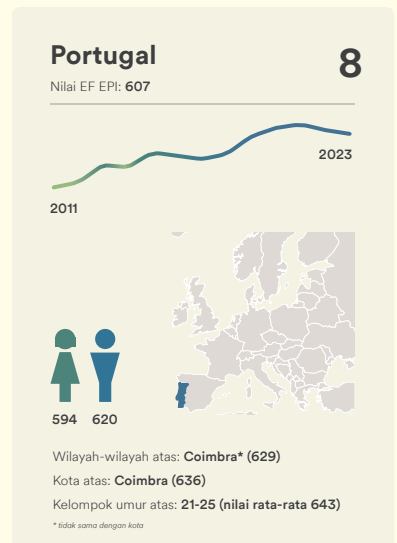 Portugal
8
Nilai EF EPI: 607
2023
2011
594 620
Wilayah-wilayah atas: Coimbra* (629)
Kota atas: Coimbra (636)
Kelompok umur atas: 21-25 (nilai rata-rata 643)
* tidak sama dengan kota